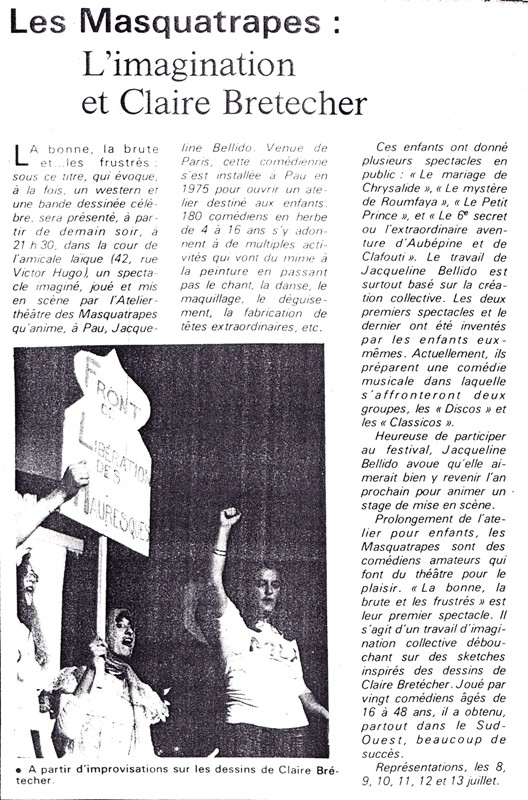 Les Masquatrapes :
L'imagination
et Claire Bretecher
LA bonne, la brute
et...les frustrés :
sous ce titre, qui évoque,
à la fois, un western et
une bande dessinée célè-
bre, sera présenté, à par-
tir de demain soir, à
21 h 30, dans la cour de
l'amicale laïque (42, rue
Victor Hugo), un specta-
cle imaginé, joué et mis
en scène par l'Atelier-
théâtre des Masquatrapes
qu'anime, à Pau, Jacque-
line Bellido. Venue de
Paris, cette comédienne
s'est installée à Pau en
1975 pour ouvrir un ate-
lier destiné aux enfants.
180 comédiens en herbe
de 4 à 16 ans s'y adon-
nent à de multiples acti-
vités qui vont du mime à
la peinture en passant
pas le chant, la danse, le
maquillage, le déguise-
ment, la fabrication de
têtes extraordinaires, etc.
Ces enfants ont donné
plusieurs spectacles en
public : « Le mariage de
Chrysalide », « Le mystère
de Roumfaya », « Le Petit
Prince », et « Le 6e secret
ou l'extraordinaire aven-
ture d'Aubépine et de
Clafouti ». Le travail de
Jacqueline Bellido est
surtout basé sur la créa-
tion collective. Les deux
premiers spectacles et le
dernier ont été inventés
par les enfants eux-
mêmes. Actuellement, ils
préparent une comédie
musicale dans laquelle
s'affronteront deux
groupes, les « Discos » et
les « Classicos ».
Heureuse de participer
au festival, Jacqueline
Bellido avoue qu'elle ai-
merait bien y revenir l'an
prochain pour animer un
stage de mise en scène.
Prolongement de l'ate-
lier pour enfants, les
Masquatrapes sont des
comédiens amateurs qui
font du théâtre pour le
plaisir. « La bonne, la
brute et les frustrés » est
leur premier spectacle. Il
s'agit d'un travail d'imagi-
nation collective débou-
chant sur des sketches
inspirés des dessins de
Claire Bretécher. Joué par
vingt comédiens âgés de
16 à 48 ans, il a obtenu,
partout dans le Sud-
Ouest, beaucoup de
succès.
Représentations, les 8,
9, 10, 11, 12 et 13 juillet.
FRONT
DE
LIBÉRATION
DES
MAURESQUES
• A partir d'improvisations sur les dessins de Claire Bré-
techer.